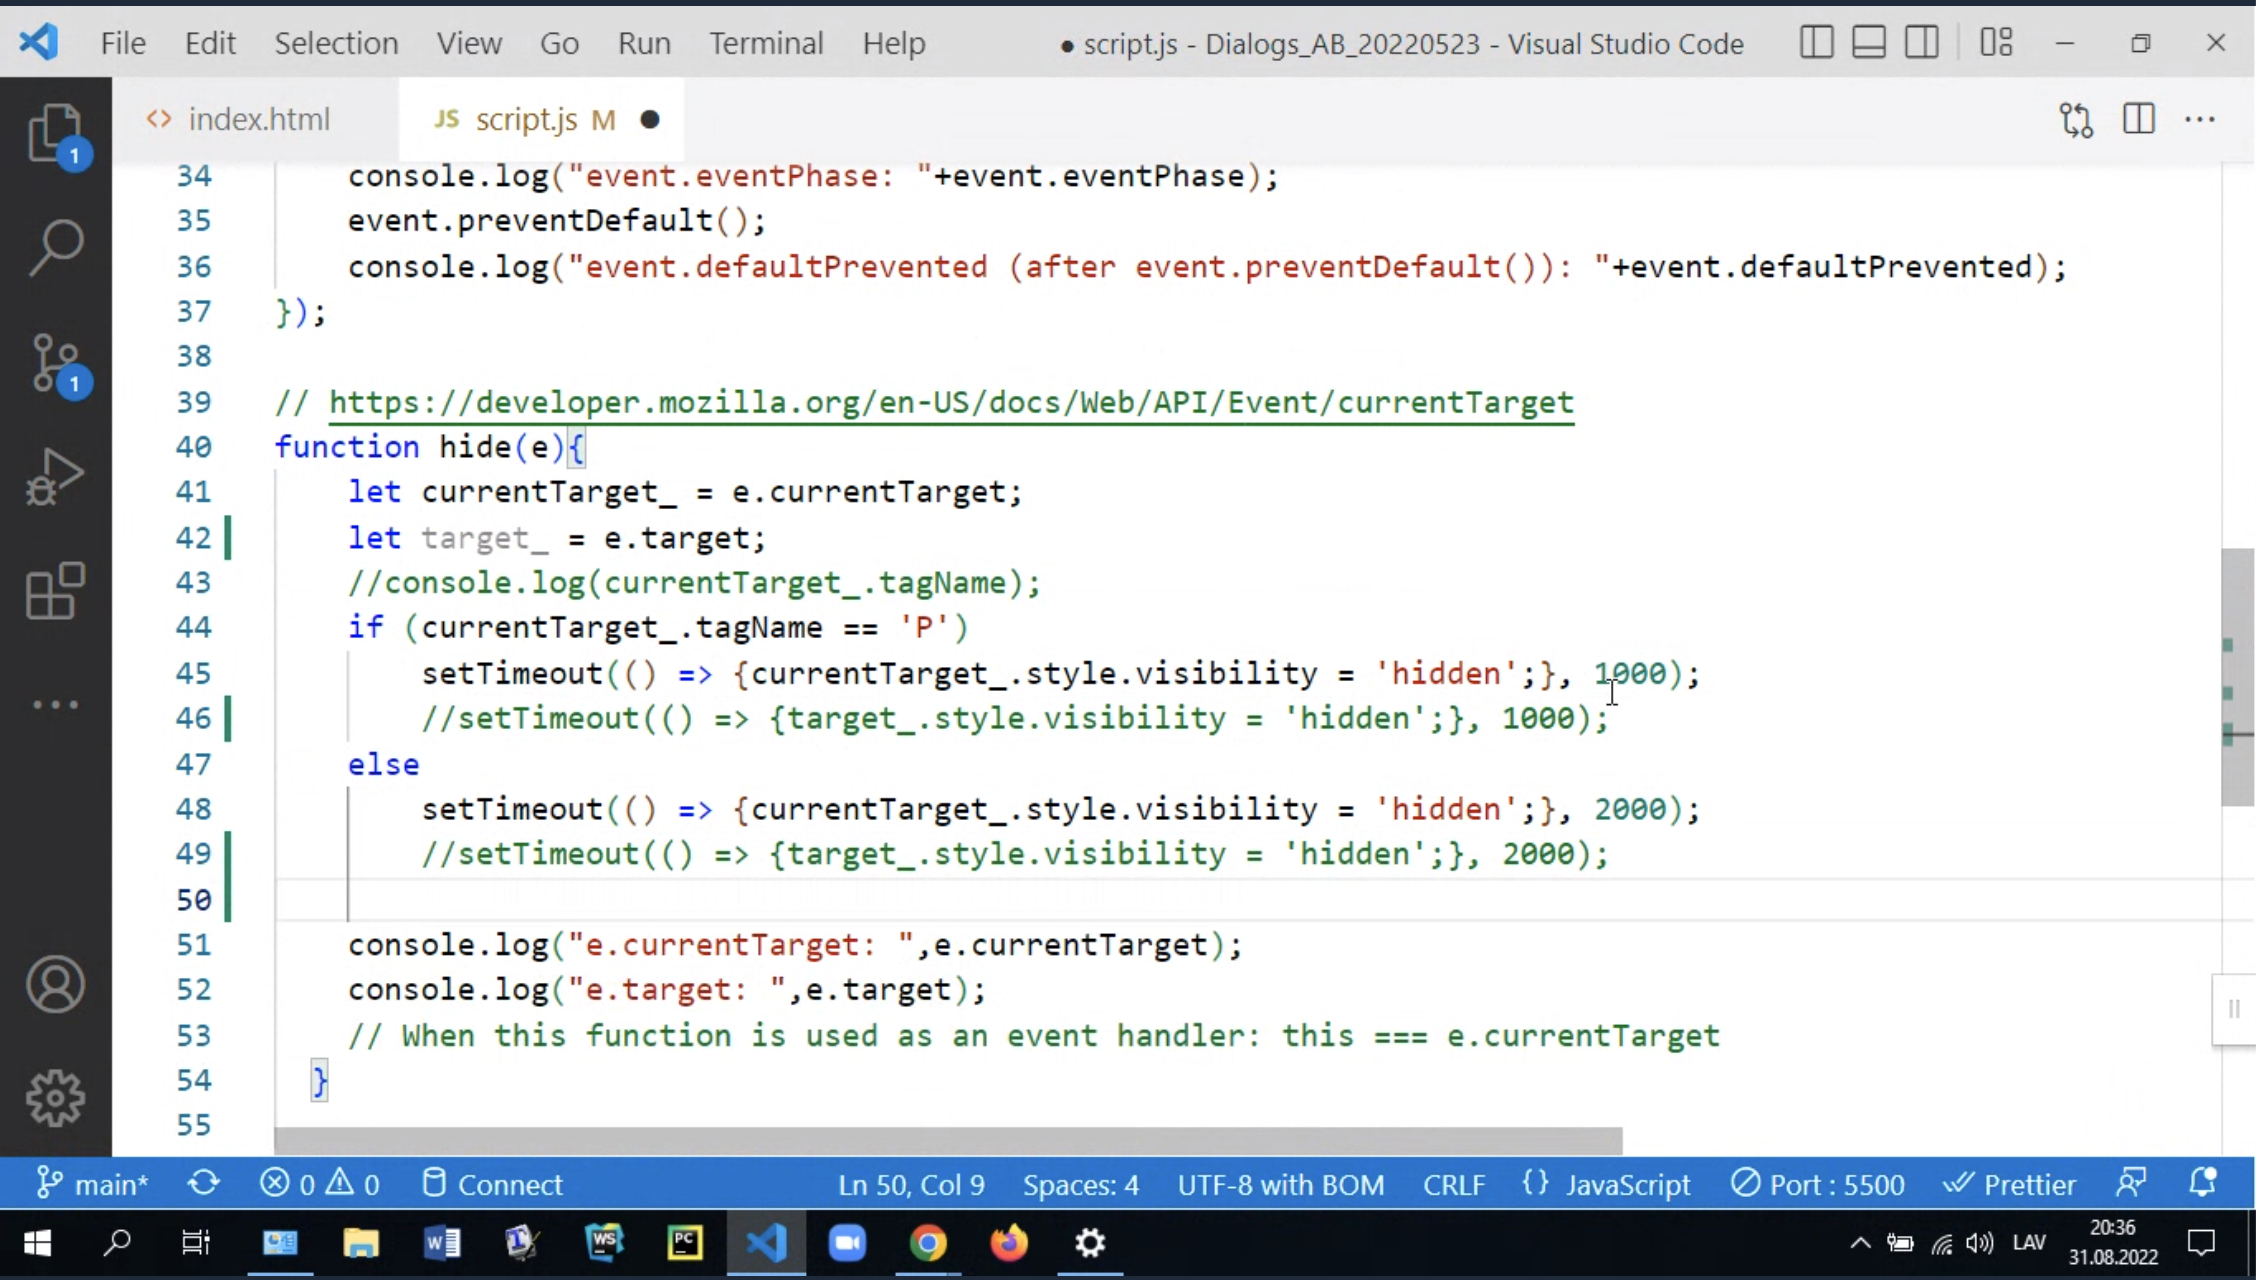 File Edit Selection View Go Run Terminal Help ● script.js - Dialogs_AB_20220523 - Visual Studio Code
<> index.html JS script.js M ●
1
1
34 console.log("event.eventPhase: "+event.eventPhase);
35 event.preventDefault();
36 console.log("event.defaultPrevented (after event.preventDefault()): "+event.defaultPrevented);
37 });
38
39 // https://developer.mozilla.org/en-US/docs/Web/API/Event/currentTarget
40 function hide(e){
41 let currentTarget_ = e.currentTarget;
42 let target_ = e.target;
43 //console.log(currentTarget_.tagName);
44 if (currentTarget_.tagName == 'P')
45 setTimeout(() => {currentTarget_.style.visibility = 'hidden';}, 1000);
46 //setTimeout(() => {target_.style.visibility = 'hidden';}, 1000);
47 else
48 setTimeout(() => {currentTarget_.style.visibility = 'hidden';}, 2000);
49 //setTimeout(() => {target_.style.visibility = 'hidden';}, 2000);
50
51 console.log("e.currentTarget: ",e.currentTarget);
52 console.log("e.target: ",e.target);
53 // When this function is used as an event handler: this === e.currentTarget
54 }
55
main* 0 0 Connect Ln 50, Col 9 Spaces: 4 UTF-8 with BOM CRLF {} JavaScript Port : 5500 Prettier
W WS PC LAV 20:36
31.08.2022